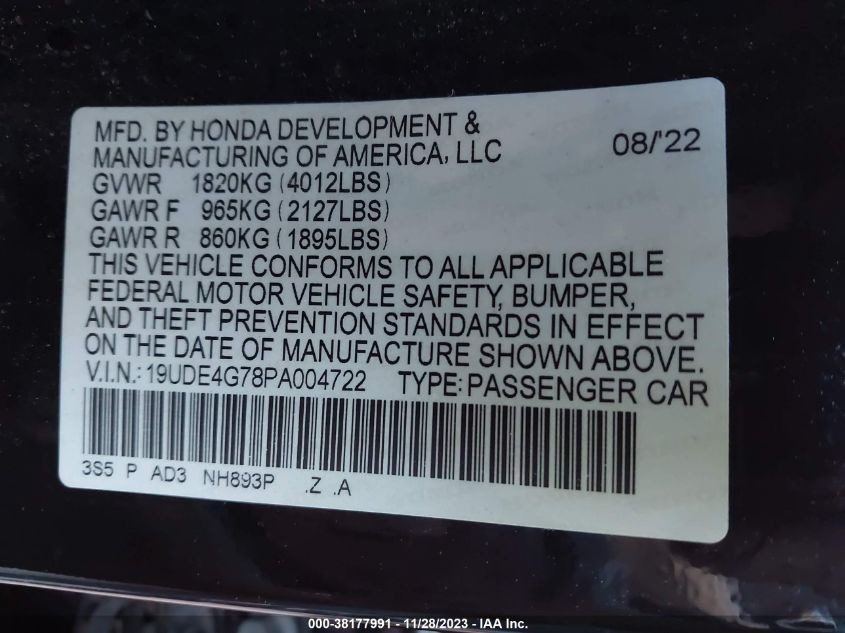 MFD. BY HONDA DEVELOPMENT &
MANUFACTURING OF AMERICA, LLC 08/'22
GVWR 1820KG (4012LBS)
GAWR F 965KG (2127LBS)
GAWR R 860KG (1895LBS)
THIS VEHICLE CONFORMS TO ALL APPLICABLE
FEDERAL MOTOR VEHICLE SAFETY, BUMPER,
AND THEFT PREVENTION STANDARDS IN EFFECT
ON THE DATE OF MANUFACTURE SHOWN ABOVE.
V.I.N.: 19UDE4G78PA004722 TYPE: PASSENGER CAR
3S5 P AD3 NH893P .Z .A
000-38177991 - 11/28/2023 - IAA Inc.